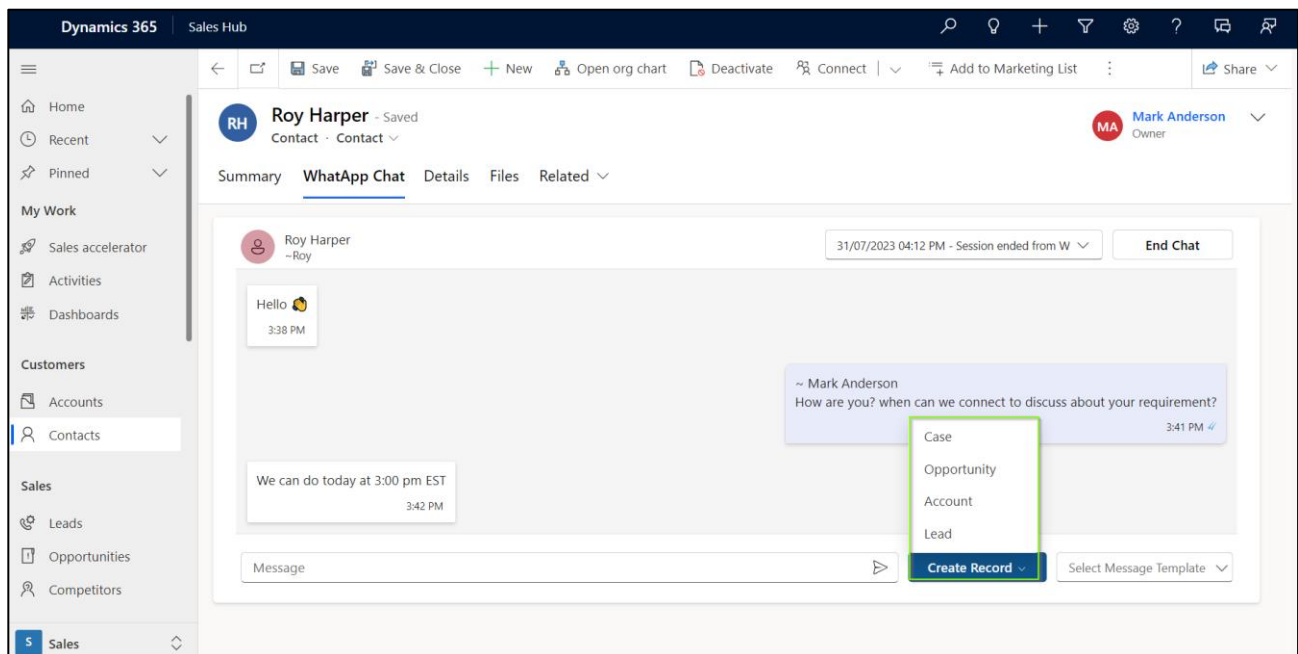 Dynamics 365 Sales Hub
Save Save & Close New Open org chart Deactivate Connect Add to Marketing List Share
Home
Recent
Pinned
My Work
Sales accelerator
Activities
Dashboards
Customers
Accounts
Contacts
Sales
Leads
Opportunities
Competitors
S Sales
RH Roy Harper - Saved
Contact · Contact
MA Mark Anderson
Owner
Summary WhatApp Chat Details Files Related
Roy Harper
~Roy
31/07/2023 04:12 PM - Session ended from W End Chat
Hello
3:38 PM
~ Mark Anderson
How are you? when can we connect to discuss about your requirement?
3:41 PM
We can do today at 3:00 pm EST
3:42 PM
Case
Opportunity
Account
Lead
Message Create Record Select Message Template